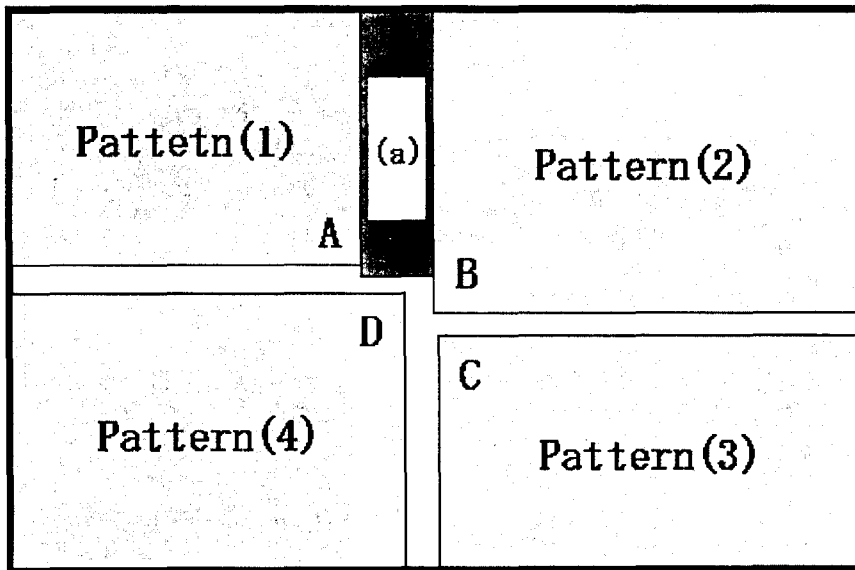 Pattetn(1)
(a)
Pattern(2)
A
B
D
C
Pattern(4)
Pattern(3)